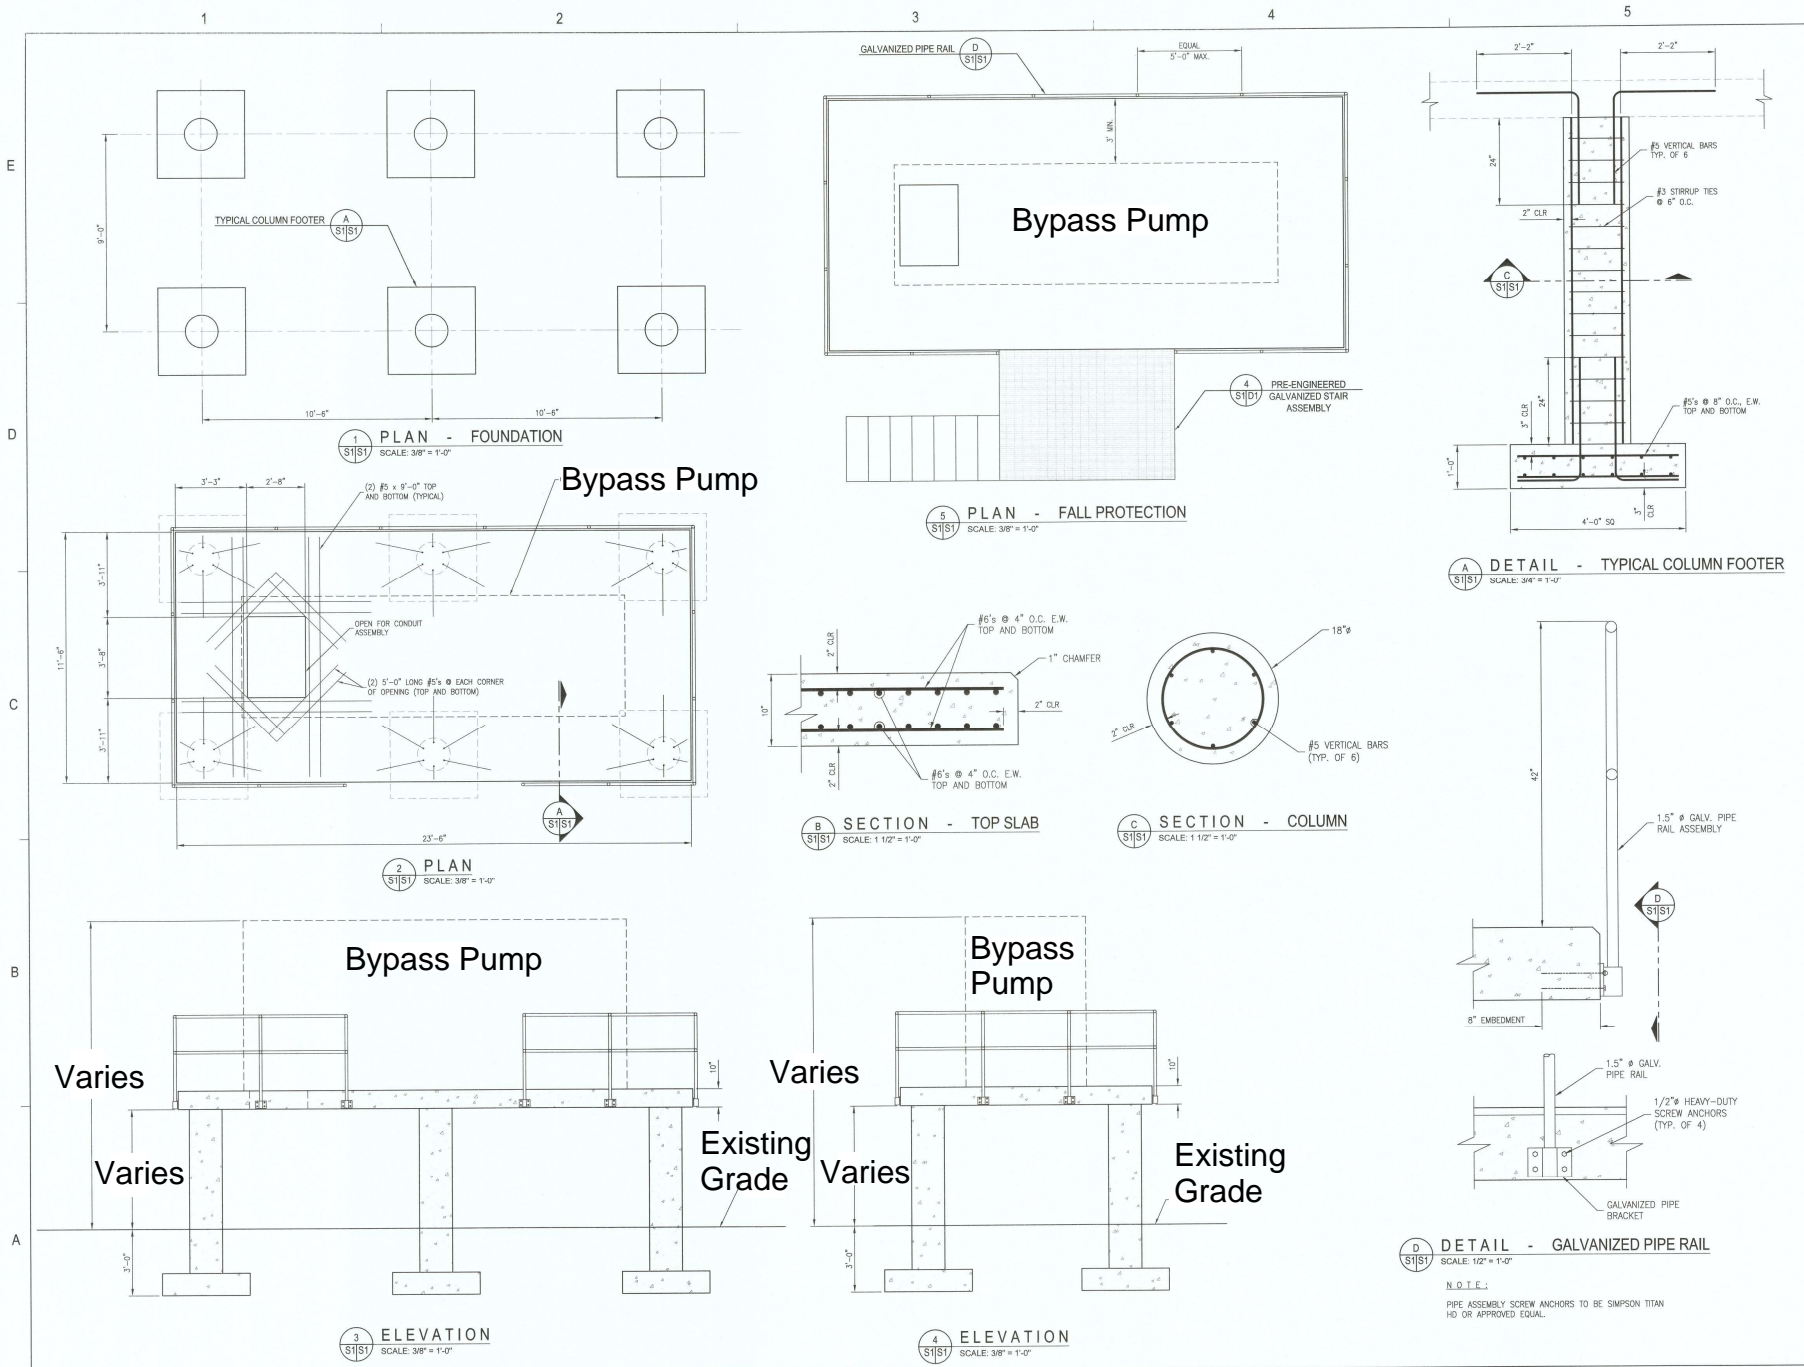 1
2
3
4
5
E
D
C
B
A
9'-0"
TYPICAL COLUMN FOOTER
A
S1|S1
10'-6"
10'-6"
1
S1|S1
PLAN - FOUNDATION
SCALE: 3/8" = 1'-0"
GALVANIZED PIPE RAIL
D
S1|S1
EQUAL
5'-0" MAX.
3' MIN.
Bypass Pump
4
S1|D1
PRE-ENGINEERED
GALVANIZED STAIR
ASSEMBLY
5
S1|S1
PLAN - FALL PROTECTION
SCALE: 3/8" = 1'-0"
2'-2"
2'-2"
24"
#5 VERTICAL BARS
TYP. OF 6
#3 STIRRUP TIES
@ 6" O.C.
2" CLR
C
S1|S1
3" CLR
24"
#5's @ 8" O.C., E.W.
TOP AND BOTTOM
1'-0"
3"
CLR
4'-0" SQ
A
S1|S1
DETAIL - TYPICAL COLUMN FOOTER
SCALE: 3/4" = 1'-0"
3'-3"
2'-8"
(2) #5 x 9'-0" TOP
AND BOTTOM (TYPICAL)
Bypass Pump
11'-6"
3'-11"
3'-8"
3'-11"
OPEN FOR CONDUIT
ASSEMBLY
(2) 5'-0" LONG #5's @ EACH CORNER
OF OPENING (TOP AND BOTTOM)
A
S1|S1
23'-6"
2
S1|S1
PLAN
SCALE: 3/8" = 1'-0"
#6's @ 4" O.C. E.W.
TOP AND BOTTOM
2" CLR
1" CHAMFER
10"
2" CLR
2" CLR
#6's @ 4" O.C. E.W.
TOP AND BOTTOM
B
S1|S1
SECTION - TOP SLAB
SCALE: 1 1/2" = 1'-0"
18"ø
2" CLR
#5 VERTICAL BARS
(TYP. OF 6)
C
S1|S1
SECTION - COLUMN
SCALE: 1 1/2" = 1'-0"
42"
1.5" ø GALV. PIPE
RAIL ASSEMBLY
D
S1|S1
8" EMBEDMENT
1.5" ø GALV.
PIPE RAIL
1/2"ø HEAVY-DUTY
SCREW ANCHORS
(TYP. OF 4)
GALVANIZED PIPE
BRACKET
D
S1|S1
DETAIL - GALVANIZED PIPE RAIL
SCALE: 1/2" = 1'-0"
NOTE:
PIPE ASSEMBLY SCREW ANCHORS TO BE SIMPSON TITAN
HD OR APPROVED EQUAL.
Bypass Pump
Varies
10"
Varies
Existing
Grade
3'-0"
3
S1|S1
ELEVATION
SCALE: 3/8" = 1'-0"
Bypass
Pump
Varies
10"
Varies
Existing
Grade
3'-0"
4
S1|S1
ELEVATION
SCALE: 3/8" = 1'-0"